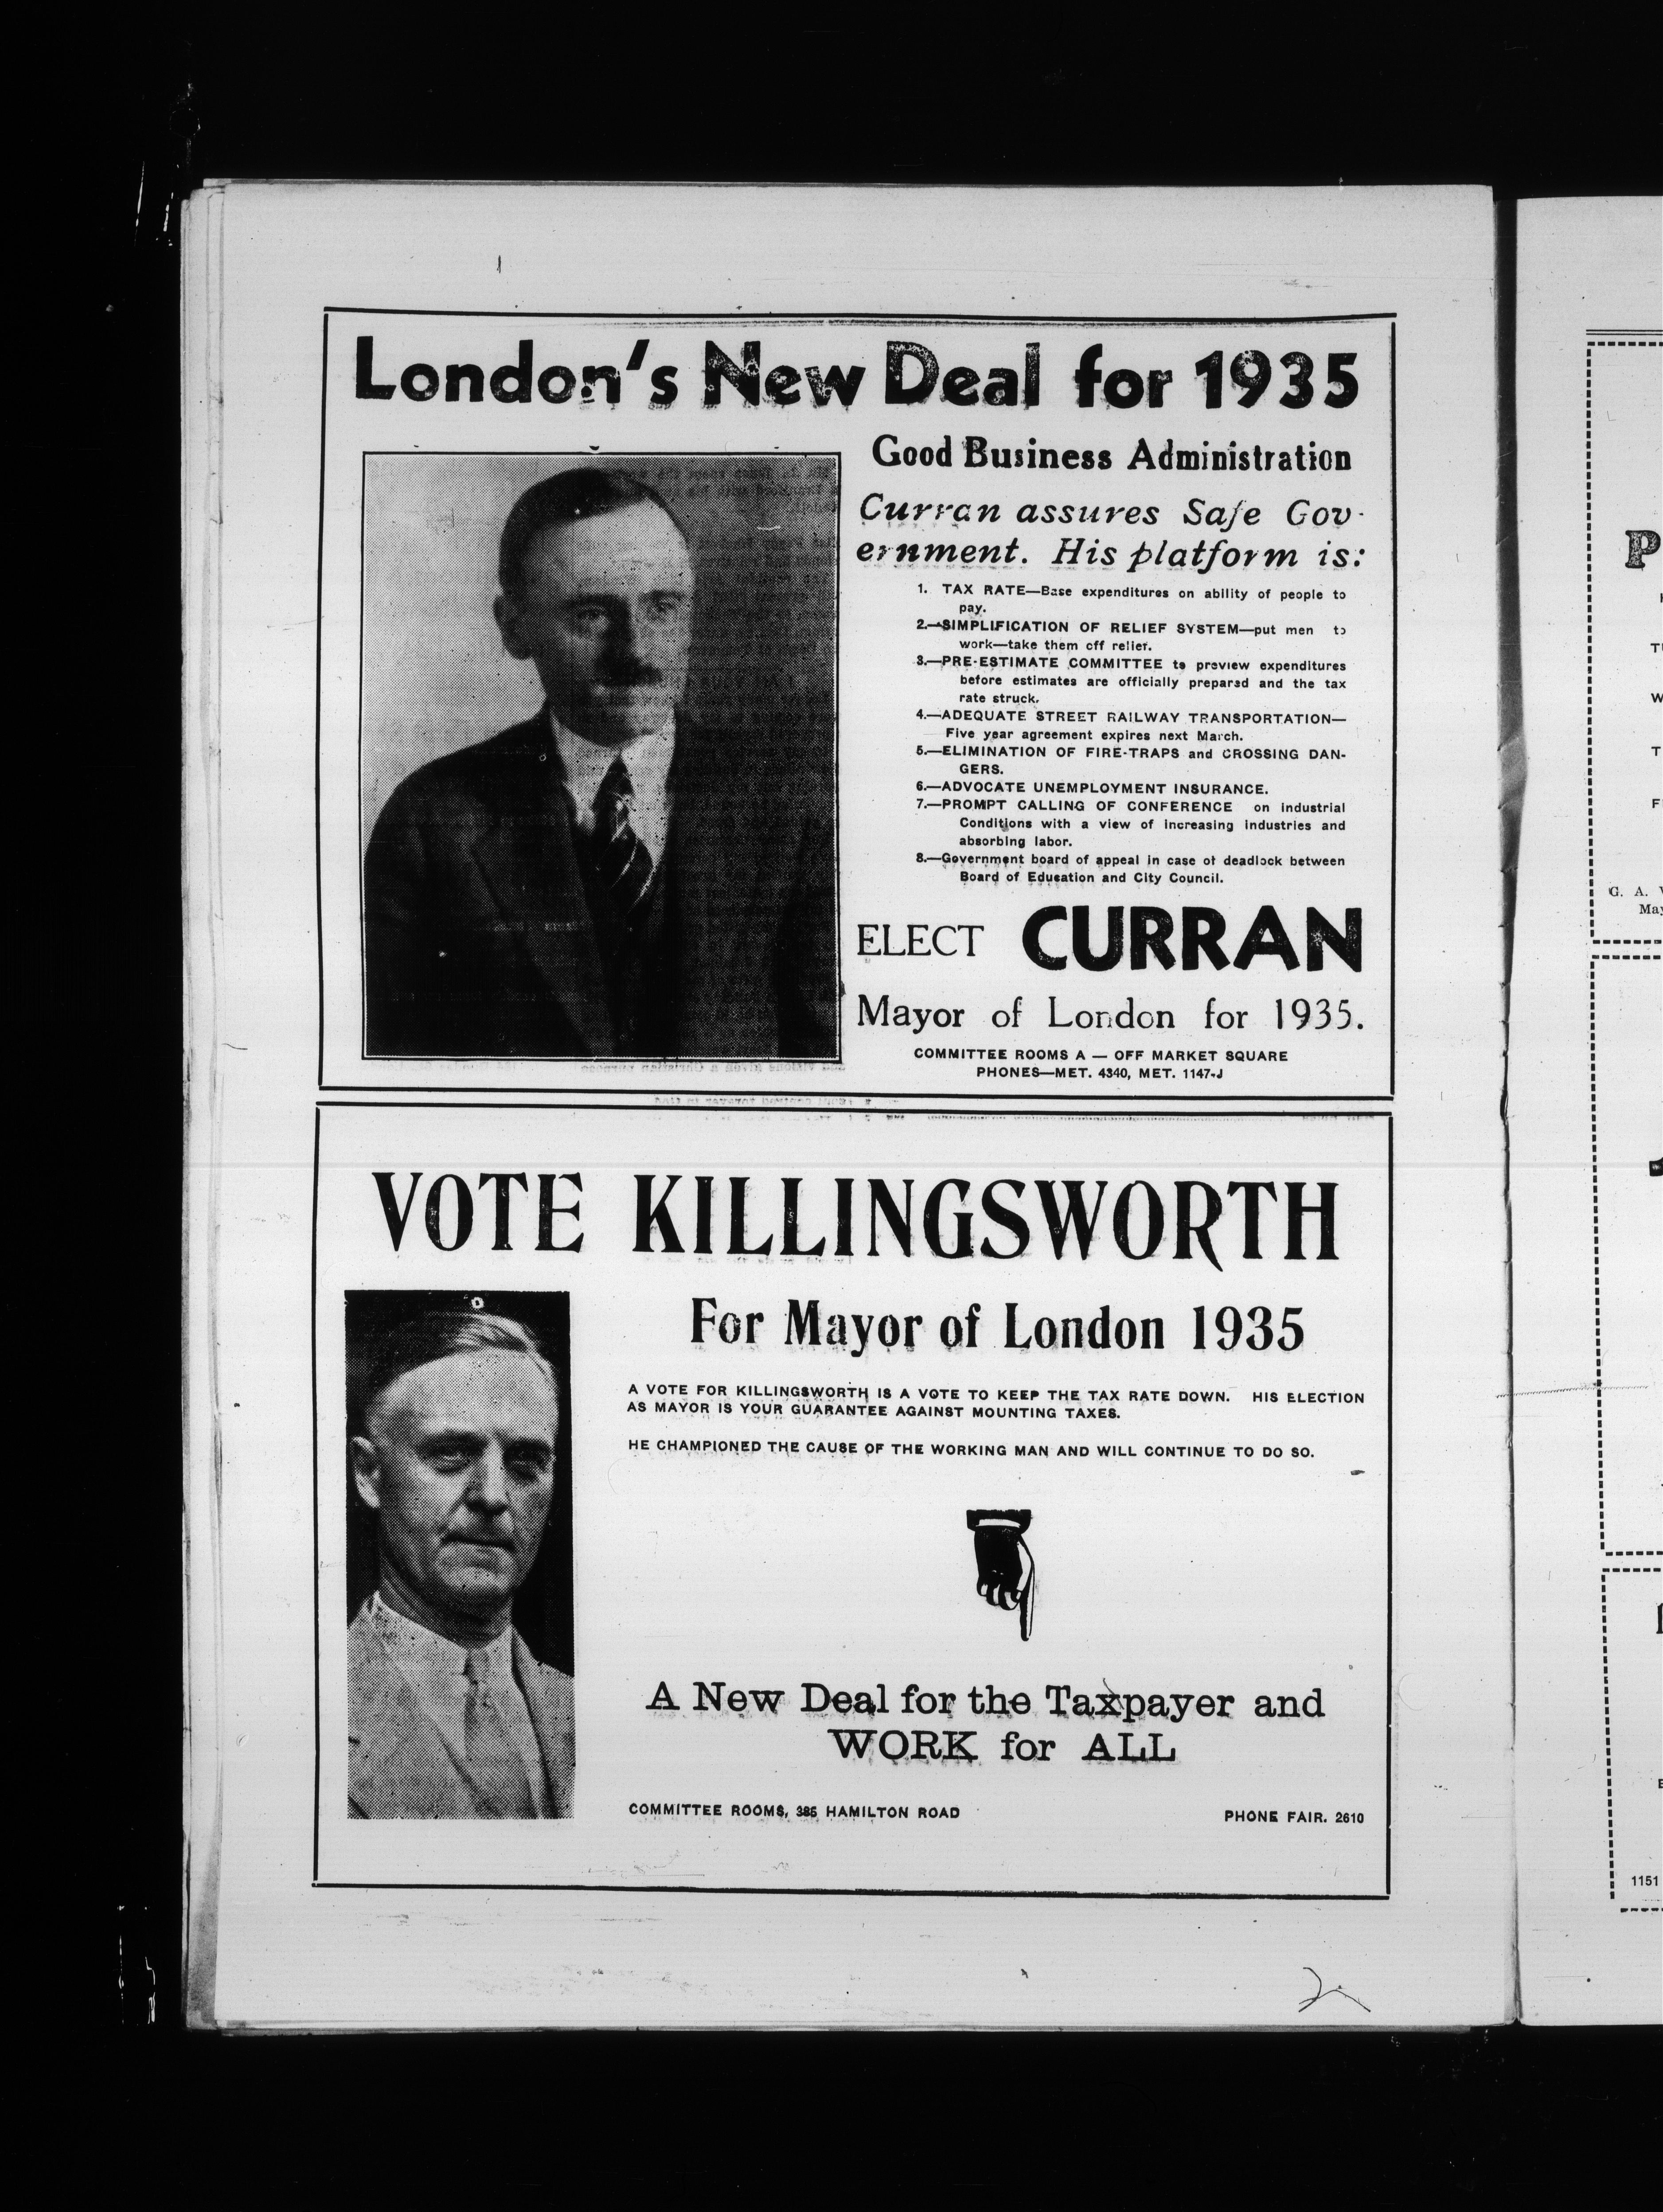 London's New Deal for 1935
Good Business Administration
Curran assures Safe Gov-
ernment. His platform is:
1. TAX RATE—Base expenditures on ability of people to
pay.
2.—SIMPLIFICATION OF RELIEF SYSTEM—put men to
work—take them off relief.
3.—PRE-ESTIMATE COMMITTEE to preview expenditures
before estimates are officially prepared and the tax
rate struck.
4.—ADEQUATE STREET RAILWAY TRANSPORTATION—
Five year agreement expires next March.
5.—ELIMINATION OF FIRE-TRAPS and CROSSING DAN-
GERS.
6.—ADVOCATE UNEMPLOYMENT INSURANCE.
7.—PROMPT CALLING OF CONFERENCE on industrial
Conditions with a view of increasing industries and
absorbing labor.
8.—Government board of appeal in case of deadlock between
Board of Education and City Council.
ELECT CURRAN
Mayor of London for 1935.
COMMITTEE ROOMS A — OFF MARKET SQUARE
PHONES—MET. 4340, MET. 1147-J
VOTE KILLINGSWORTH
For Mayor of London 1935
A VOTE FOR KILLINGSWORTH IS A VOTE TO KEEP THE TAX RATE DOWN. HIS ELECTION
AS MAYOR IS YOUR GUARANTEE AGAINST MOUNTING TAXES.
HE CHAMPIONED THE CAUSE OF THE WORKING MAN AND WILL CONTINUE TO DO SO.
A New Deal for the Taxpayer and
WORK for ALL
COMMITTEE ROOMS, 385 HAMILTON ROAD
PHONE FAIR. 2610
G. A.
1151